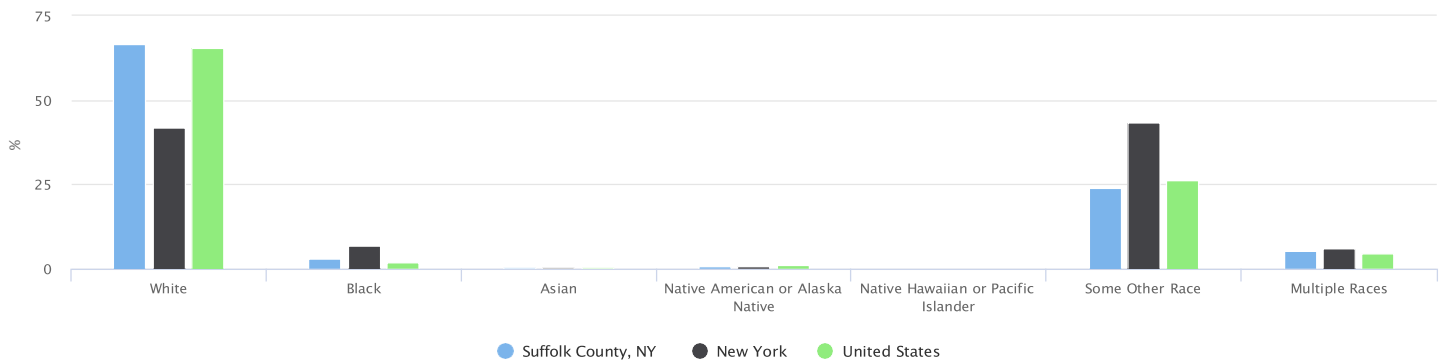 75
50
25
0
%
White
Black
Asian
Native American or Alaska
Native
Native Hawaiian or Pacific
Islander
Some Other Race
Multiple Races
Suffolk County, NY
New York
United States